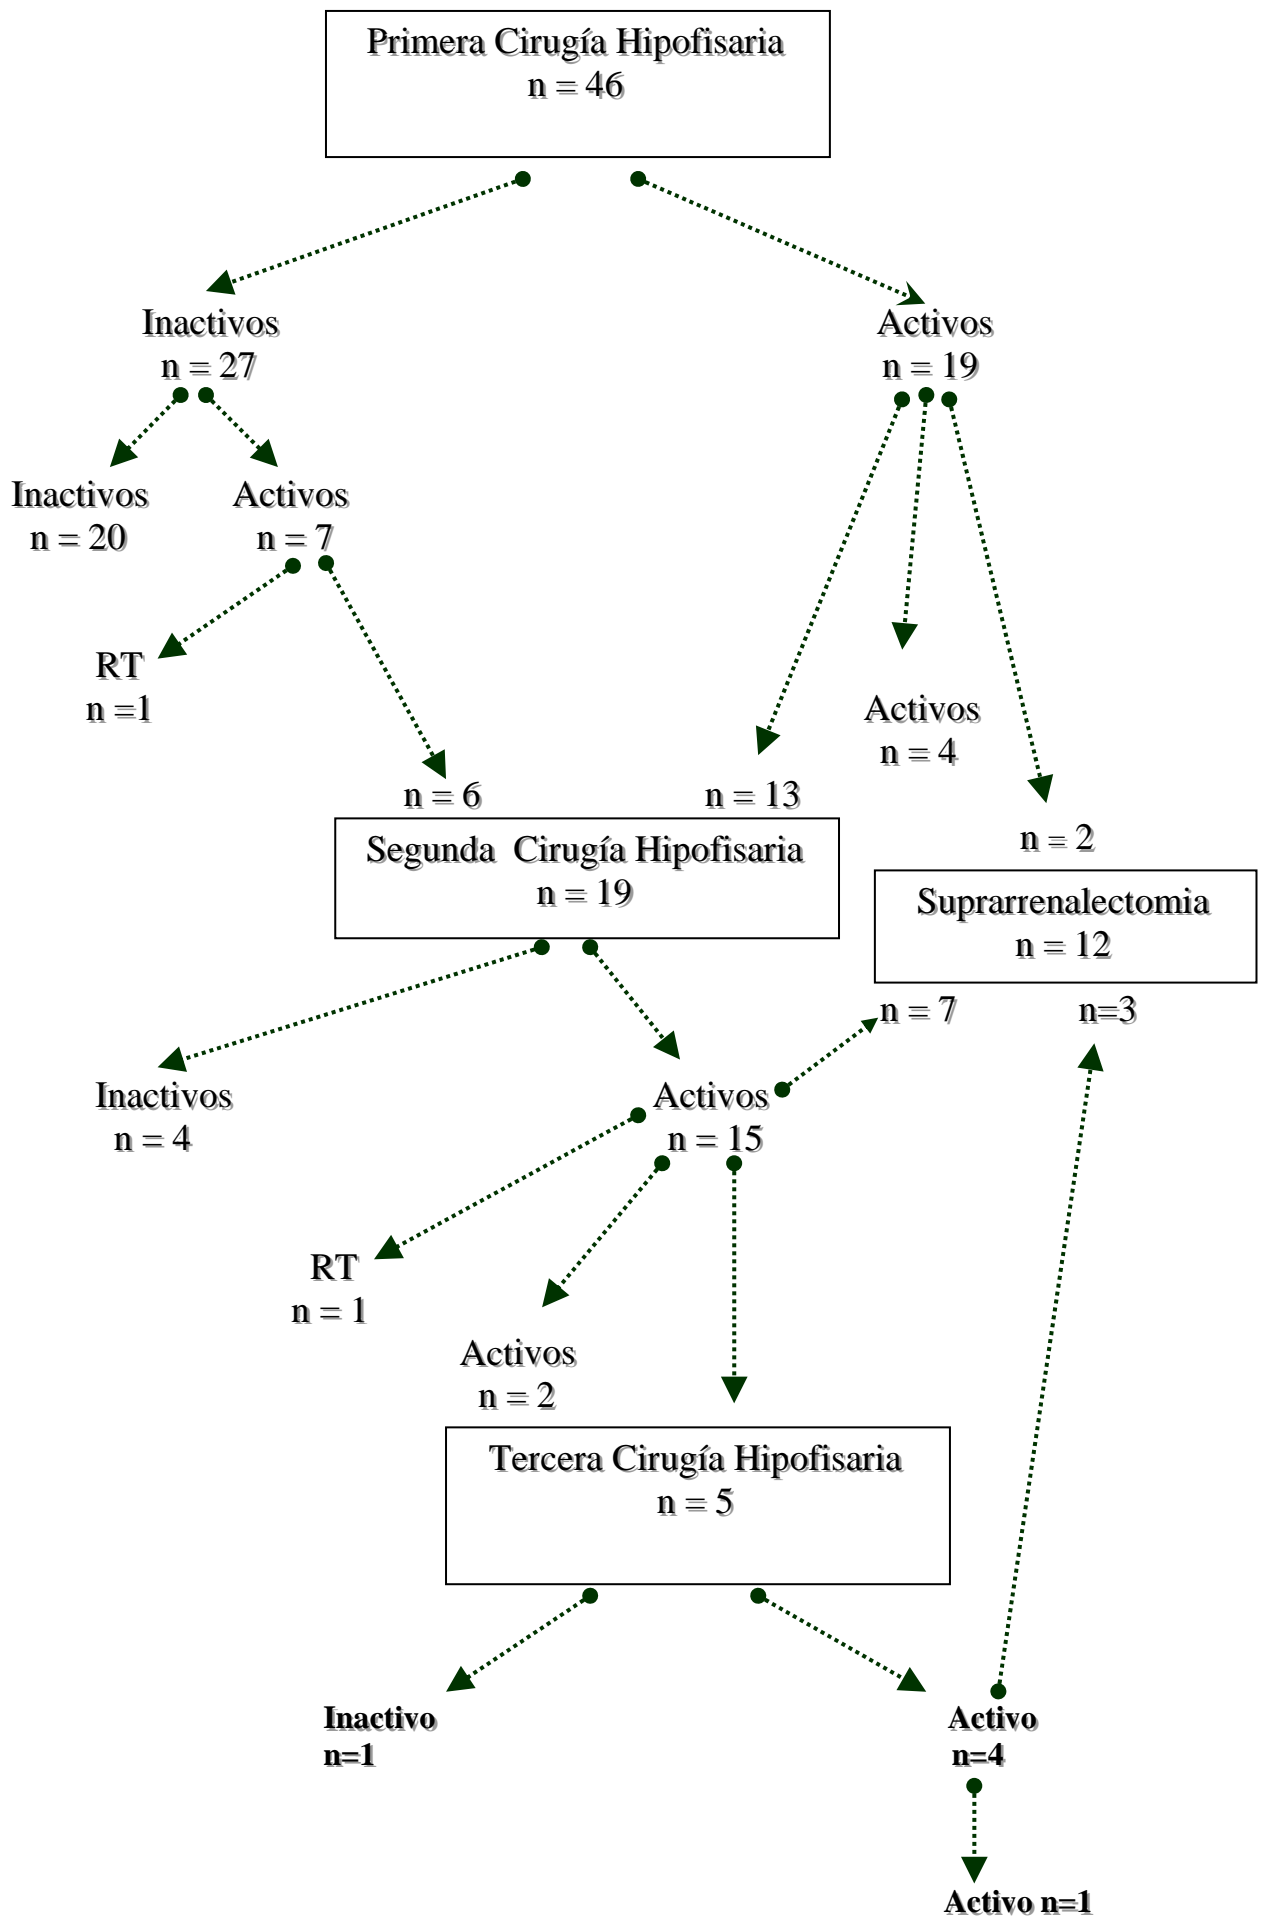 Primera Cirugía Hipofisaria
n = 46
Inactivos
n = 27
Activos
n = 19
Inactivos
n = 20
Activos
n = 7
RT
n =1
Activos
n = 4
n = 6
n = 13
n = 2
Segunda  Cirugía Hipofisaria
n = 19
Suprarrenalectomia
n = 12
n = 7
n=3
Inactivos
n = 4
Activos
n = 15
RT
n = 1
Activos
n = 2
Tercera Cirugía Hipofisaria
n = 5
Inactivo
n=1
Activo
n=4
Activo n=1